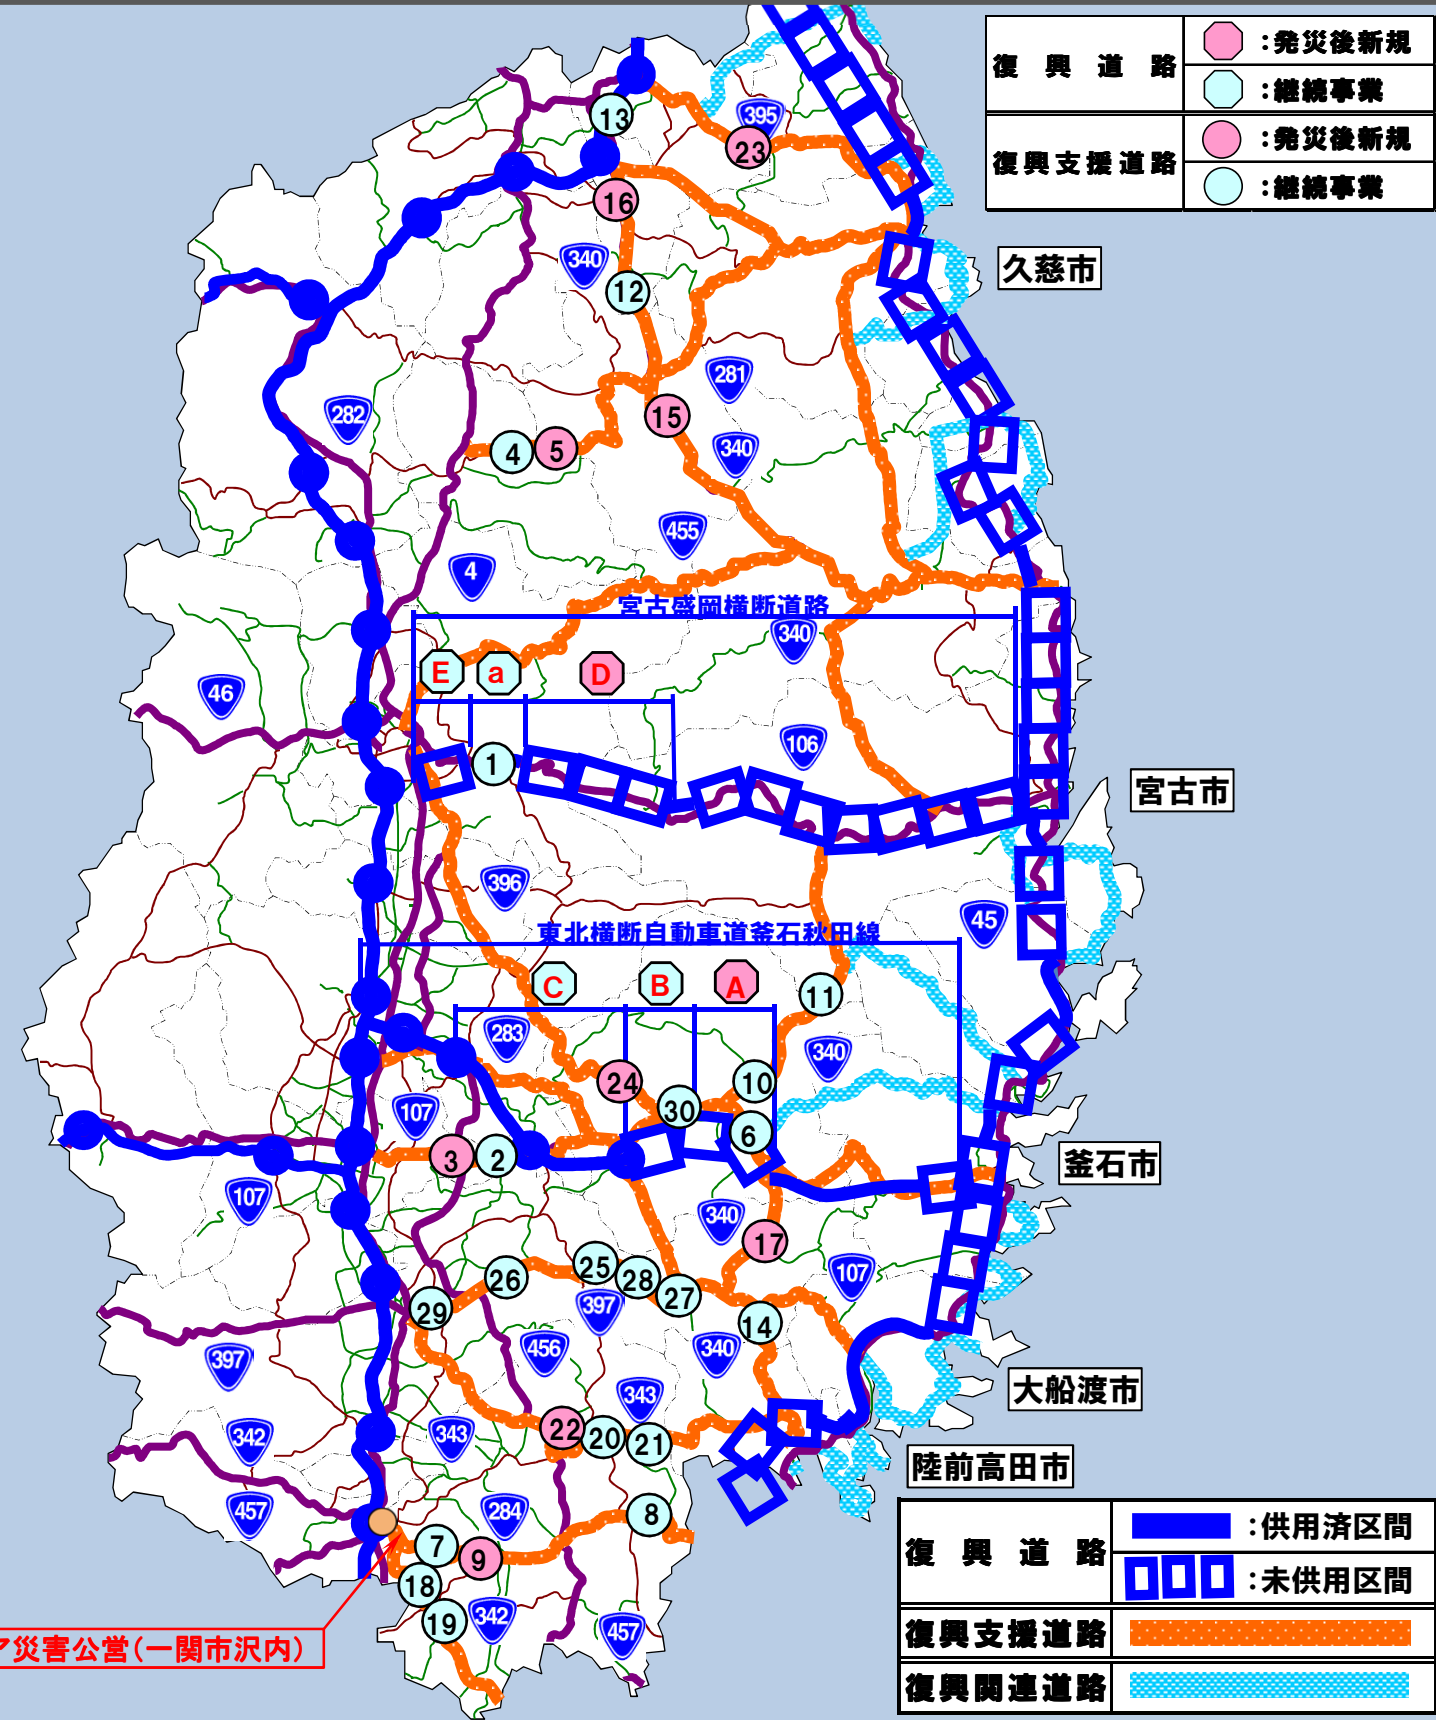 復興道路
:発災後新規
:継続事業
復興支援道路
:発災後新規
:継続事業
13
395
23
16
340
12
久慈市
281
282
15
340
4
5
455
4
宮古盛岡横断道路
340
E
a
D
46
106
1
宮古市
396
45
東北横断自動車道釜石秋田線
C
B
A
11
283
340
24
10
30
107
6
3
2
釜石市
107
340
17
25
26
28
107
27
29
397
14
456
340
397
343
大船渡市
22
20
21
342
343
陸前高田市
457
284
8
7
9
18
342
19
457
ア災害公営(一関市沢内)
復興道路
:供用済区間
:未供用区間
復興支援道路
復興関連道路